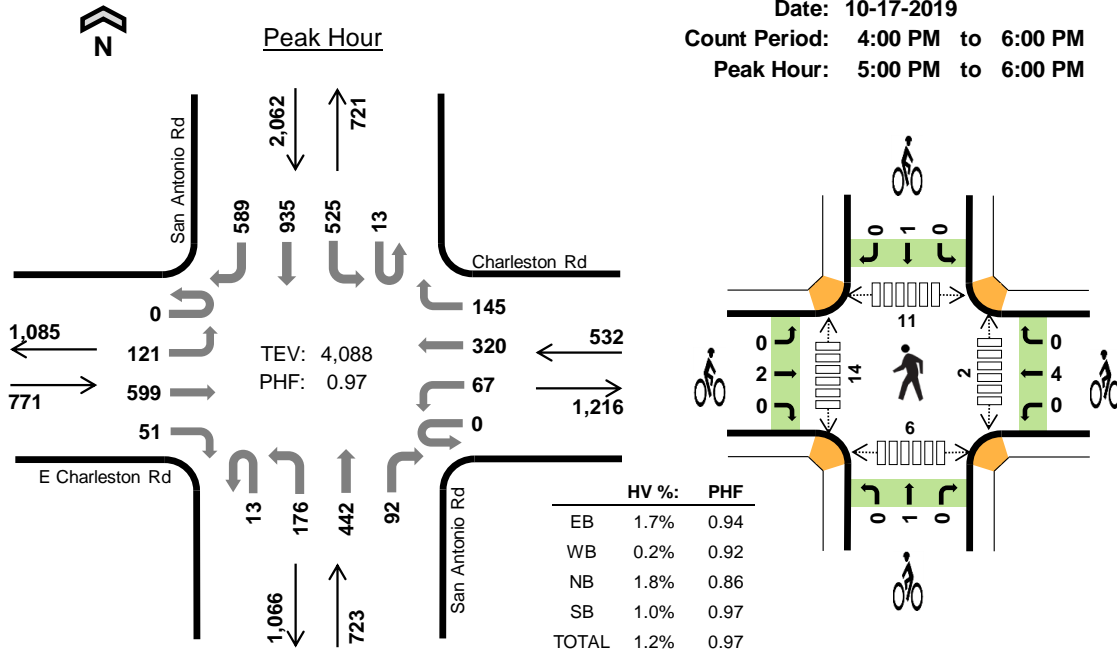 N
Peak Hour
Date: 10-17-2019
Count Period: 4:00 PM to 6:00 PM
Peak Hour: 5:00 PM to 6:00 PM
San Antonio Rd
2,062
721
589
935
525
13
Charleston Rd
0
121
599
51
1,085
771
TEV: 4,088
PHF: 0.97
145
320
67
0
532
1,216
E Charleston Rd
13
176
442
92
San Antonio Rd
1,066
723
HV %: PHF
EB 1.7% 0.94
WB 0.2% 0.92
NB 1.8% 0.86
SB 1.0% 0.97
TOTAL 1.2% 0.97
0 1 0
11
0
2
0
14
2
0
4
0
6
0 1 0